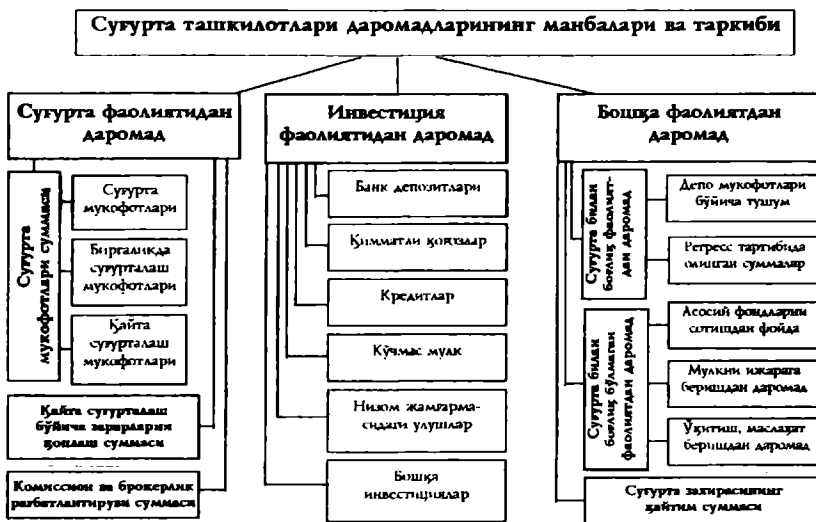 Суғурта ташкилотлари даромадларининг манбалари ва таркиби
Суғурта фаолиятидан
даромад
Суғурта
мукофотлари суммаси
Суғурта
мукофотлари
Биргаликда
суғурталаш
мукофотлари
Қайта
суғурталаш
мукофотлари
Қайта суғурталаш
бўйича зарарларни
қоплаш суммаси
Комиссион ва брокерлик
рағбатлантируви суммаси
Инвестиция
фаолиятидан даромад
Банк депозитлари
Қимматли қоғозлар
Кредитлар
Кўчмас мулк
Низом жамғарма-
сидаги улушлар
Бошқа
инвестициялар
Бошқа фаолиятдан
даромад
Суғурта билан
боғлиқ фаолият-
дан даромад
Депо мукофотлари
бўйича тушум
Регресс тартибида
олинган суммалар
Суғурта билан
боғлиқ бўлмаган
фаолиятдан даромад
Асосий фондларни
сотишдан фойда
Мулкни ижарага
беришдан даромад
Ўқитиш, маслаҳат
беришдан даромад
Суғурта захирасининг
қайтим суммаси